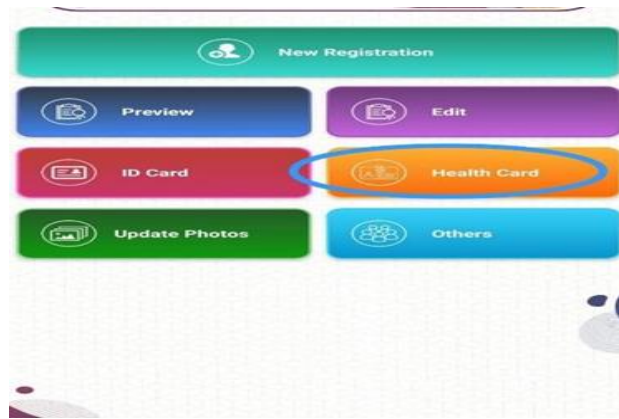 New Registration
Preview
Edit
ID Card
Health Card
Update Photos
Others